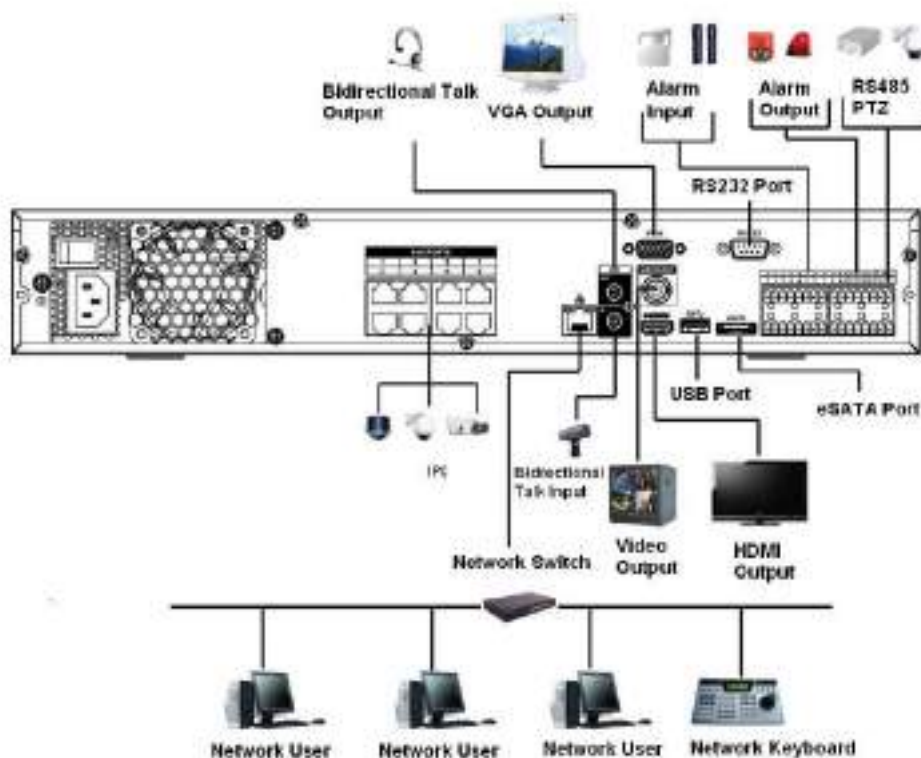 Bidirectional Talk
Output
VGA Output
Alarm
Input
Alarm
Output
RS485
PTZ
RS232 Port
USB Port
eSATA Port
IPC
Bidirectional
Talk Input
Video
Output
HDMI
Output
Network Switch
Network User
Network User
Network User
Network Keyboard